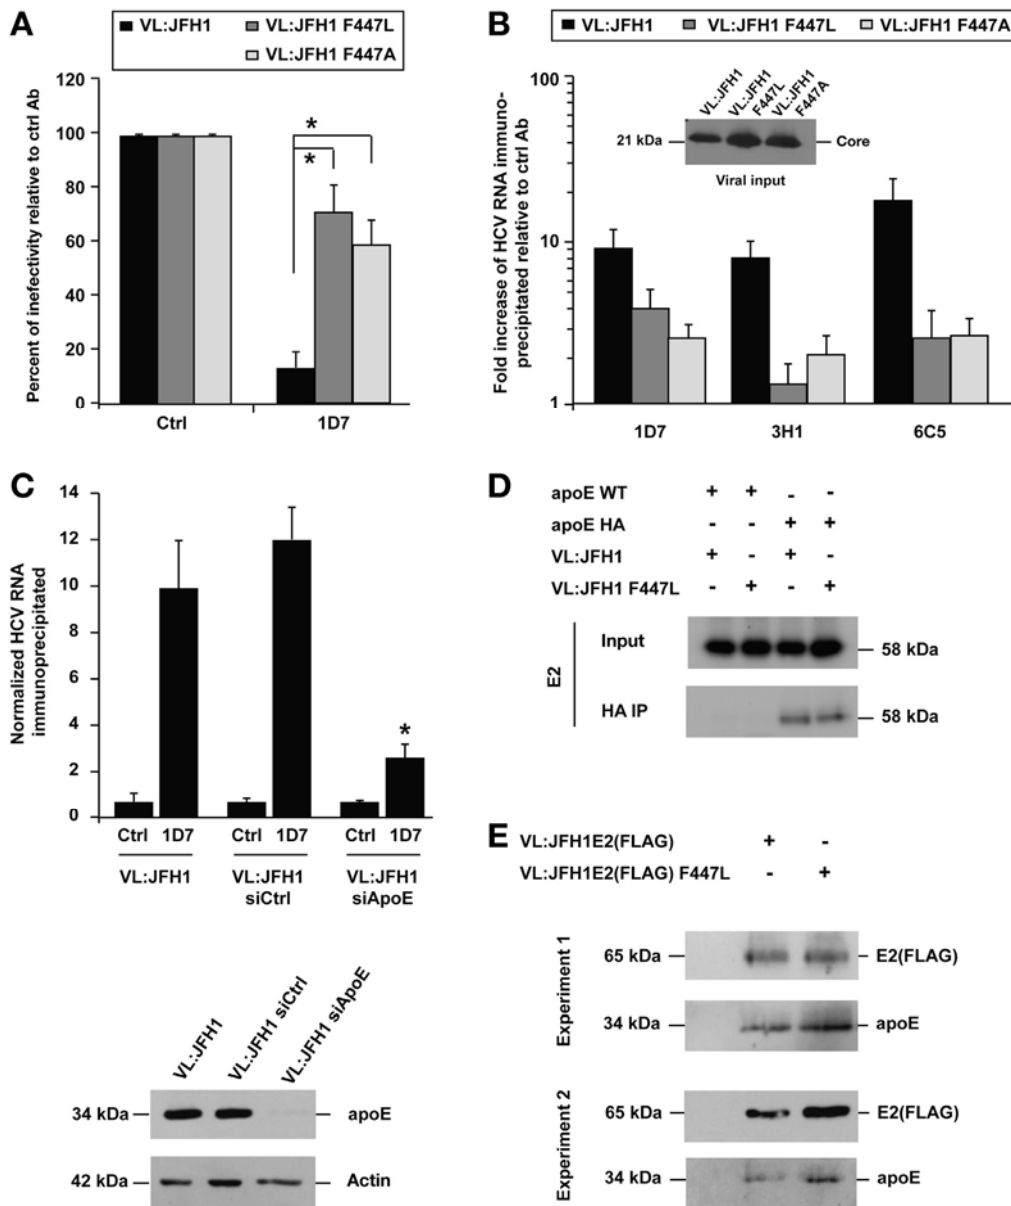 A
VL:JFH1
VL:JFH1 F447L
VL:JFH1 F447A
Percent of inefectivity relative to ctrl Ab
120
100
80
60
40
20
0
Ctrl
1D7
*
*
B
VL:JFH1
VL:JFH1 F447L
VL:JFH1 F447A
Fold increase of HCV RNA immuno-
precipitated relative to ctrl Ab
100
10
1
VL:JFH1
VL:JFH1 F447L
VL:JFH1 F447A
21 kDa
Core
Viral input
1D7
3H1
6C5
C
Normalized HCV RNA
immunoprecipitated
14
12
10
8
6
4
2
0
*
Ctrl 1D7 Ctrl 1D7 Ctrl 1D7
VL:JFH1
VL:JFH1 siCtrl
VL:JFH1 siApoE
VL:JFH1
VL:JFH1 siCtrl
VL:JFH1 siApoE
34 kDa
apoE
42 kDa
Actin
D
apoE WT + + - -
apoE HA - - + +
VL:JFH1 + - + -
VL:JFH1 F447L - + - +
E2
Input
58 kDa
HA IP
58 kDa
E
VL:JFH1E2(FLAG) + -
VL:JFH1E2(FLAG) F447L - +
Experiment 1
65 kDa
E2(FLAG)
34 kDa
apoE
Experiment 2
65 kDa
E2(FLAG)
34 kDa
apoE